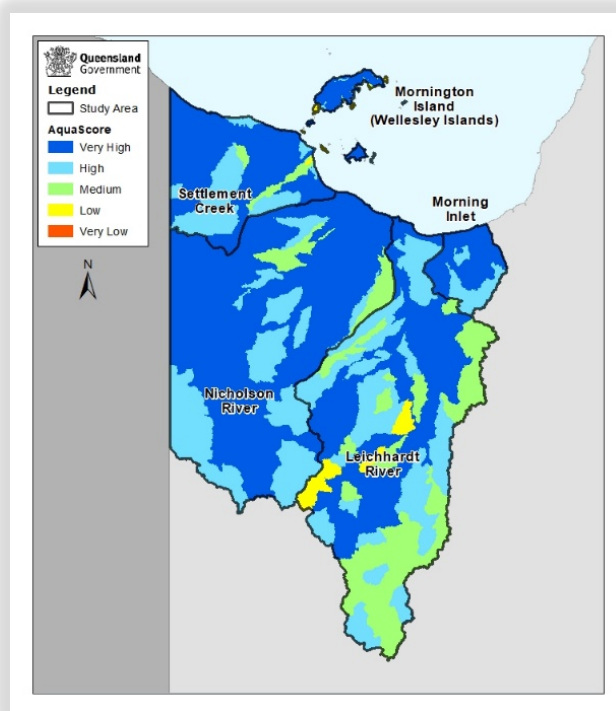 Queensland
Government
Legend
Study Area
AquaScore
Very High
High
Medium
Low
Very Low
N
Mornington
Island
(Wellesley Islands)
Settlement
Creek
Morning
Inlet
Nicholson
River
Leichhardt
River